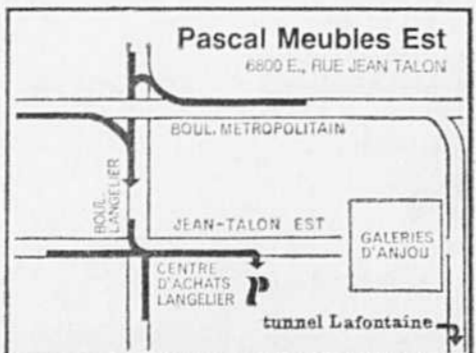 Pascal Meubles Est
6800 E., RUE JEAN TALON
BOUL. METROPOLITAIN
BOUL.
LANGELIER
JEAN-TALON EST
GALERIES
D'ANJOU
CENTRE
D'ACHATS
LANGELIER
P
tunnel Lafontaine